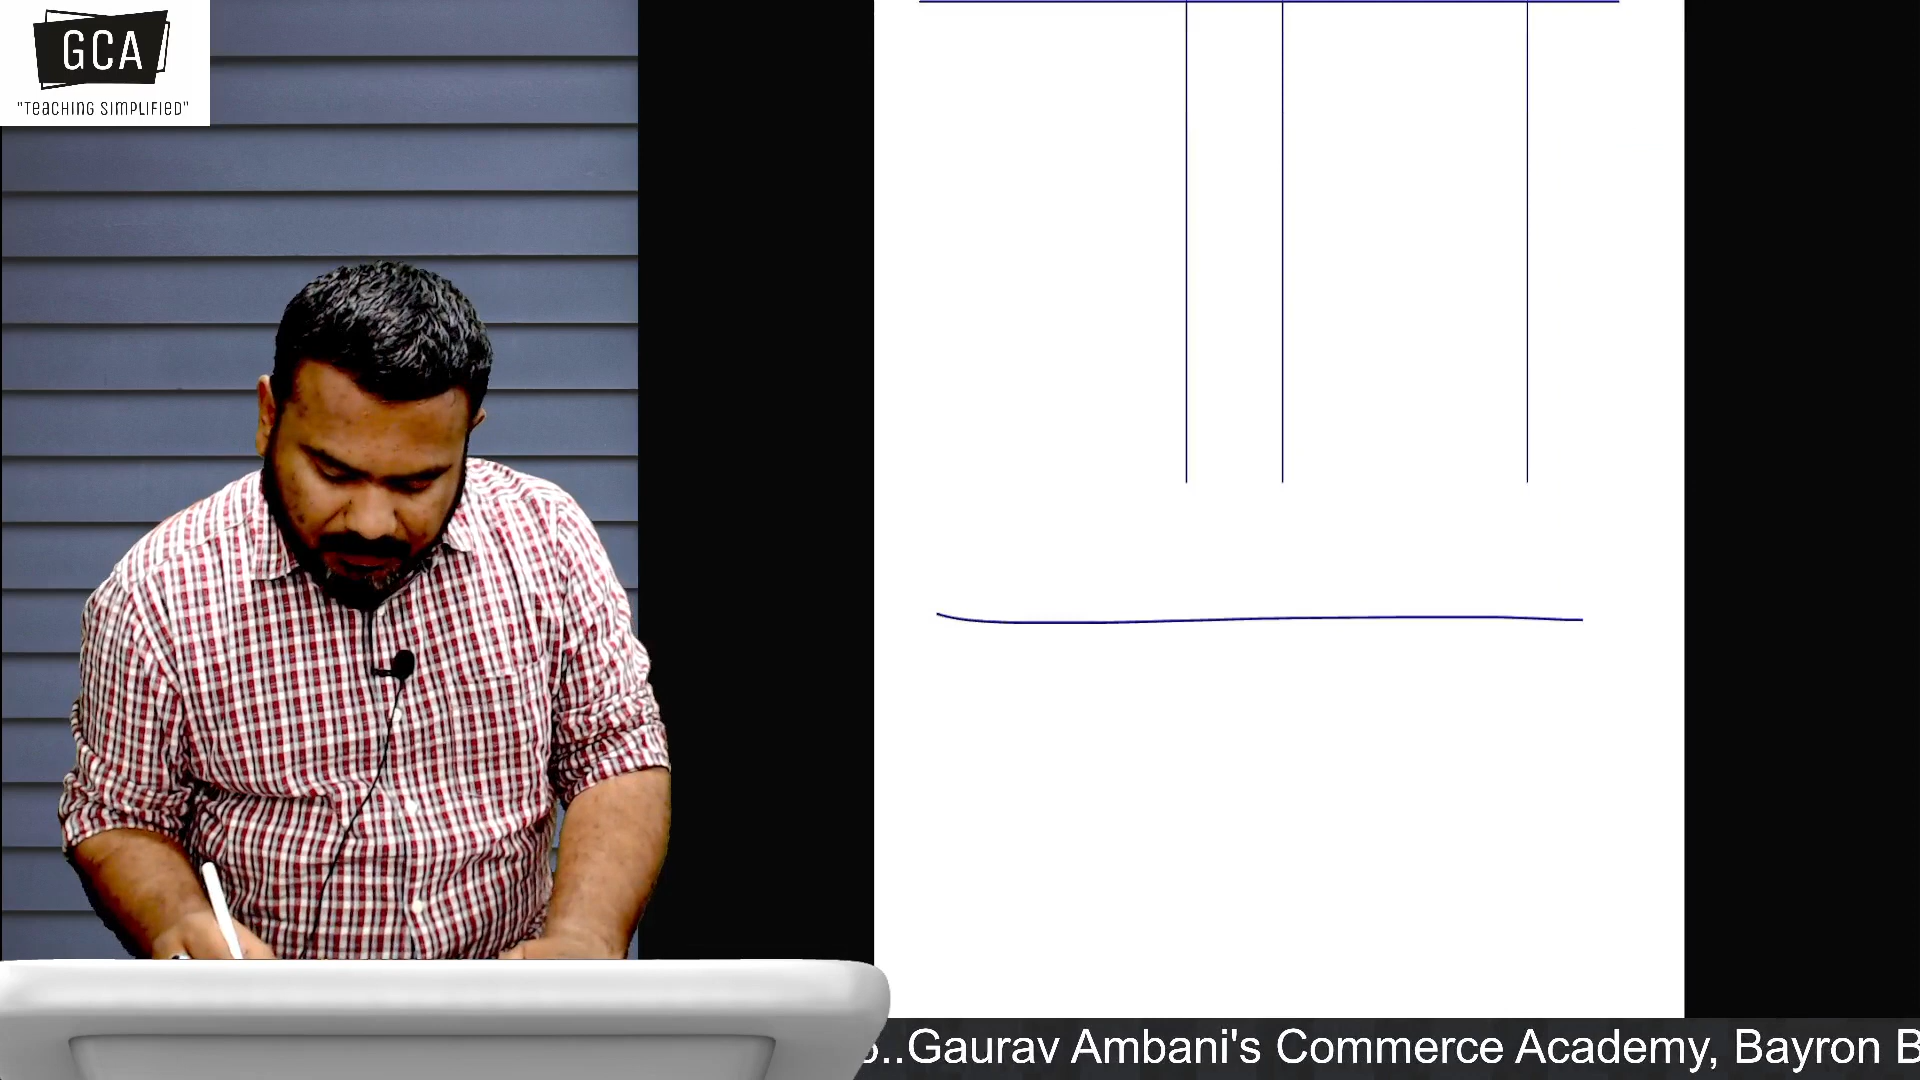 GCA
"TEACHING SIMPLIFIED"
..Gaurav Ambani's Commerce Academy, Bayron